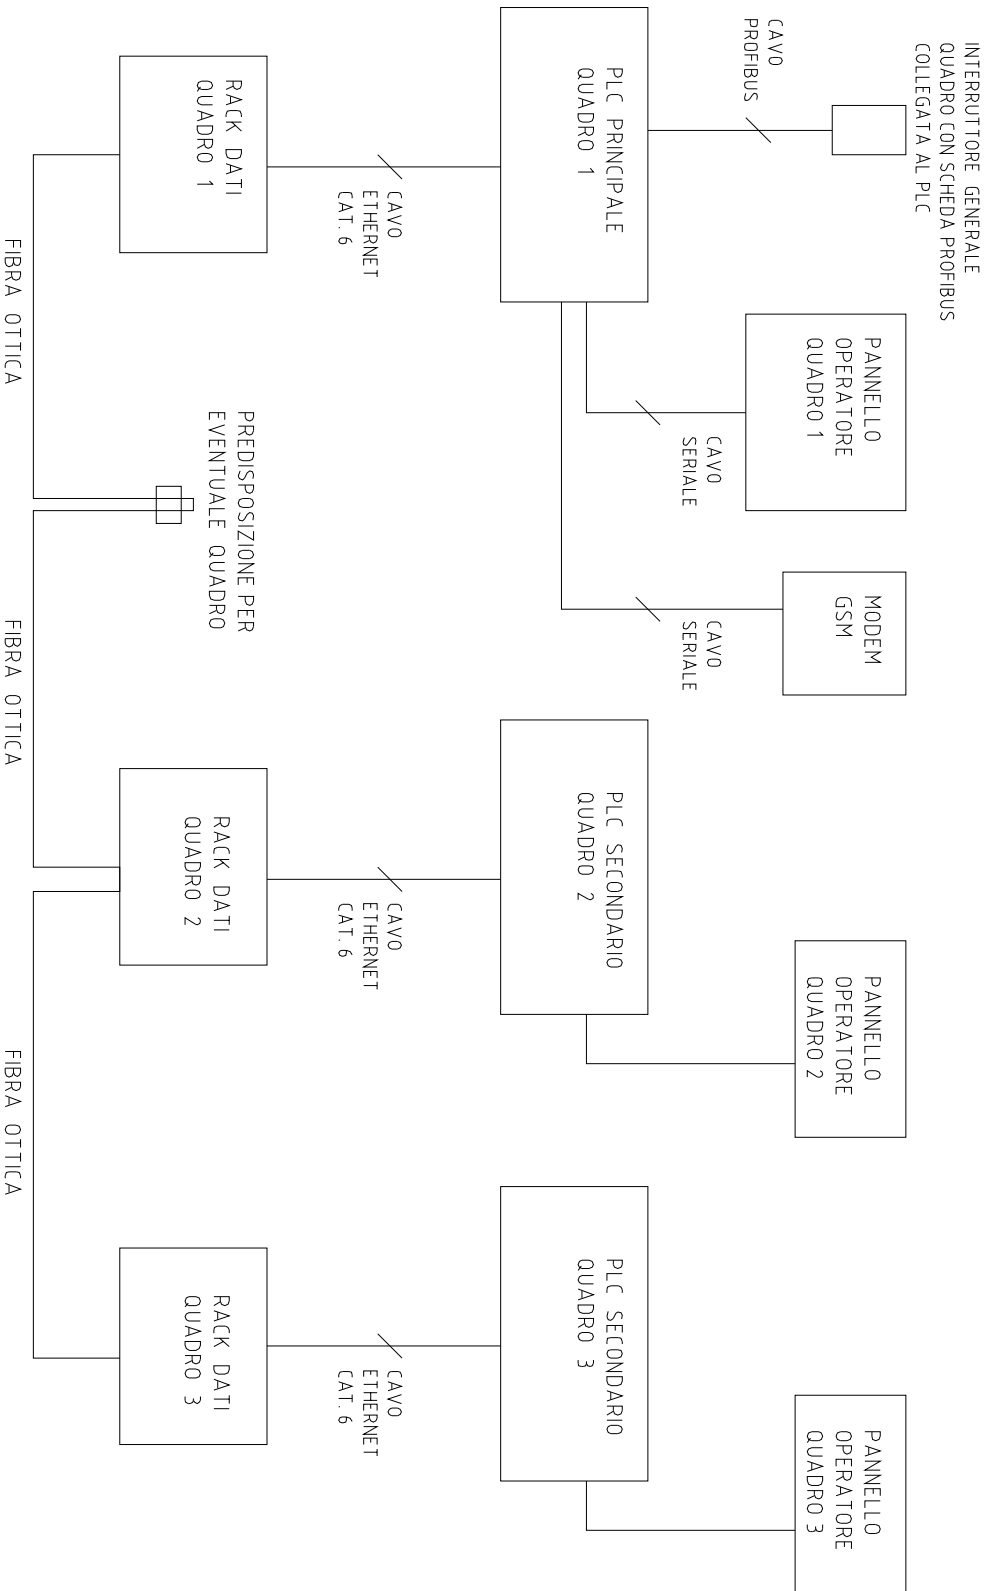 INTERRUTTORE GENERALE
QUADRO CON SCHEDA PROFIBUS
COLLEGATA AL PLC
CAVO
PROFIBUS
PANNELLO
OPERATORE
QUADRO 1
MODEM
GSM
PANNELLO
OPERATORE
QUADRO 2
PANNELLO
OPERATORE
QUADRO 3
CAVO
SERIALE
CAVO
SERIALE
PLC PRINCIPALE
QUADRO 1
PLC SECONDARIO
QUADRO 2
PLC SECONDARIO
QUADRO 3
CAVO
ETHERNET
CAT. 6
CAVO
ETHERNET
CAT. 6
CAVO
ETHERNET
CAT. 6
RACK DATI
QUADRO 1
PREDISPOSIZIONE PER
EVENTUALE QUADRO
RACK DATI
QUADRO 2
RACK DATI
QUADRO 3
FIBRA OTTICA
FIBRA OTTICA
FIBRA OTTICA